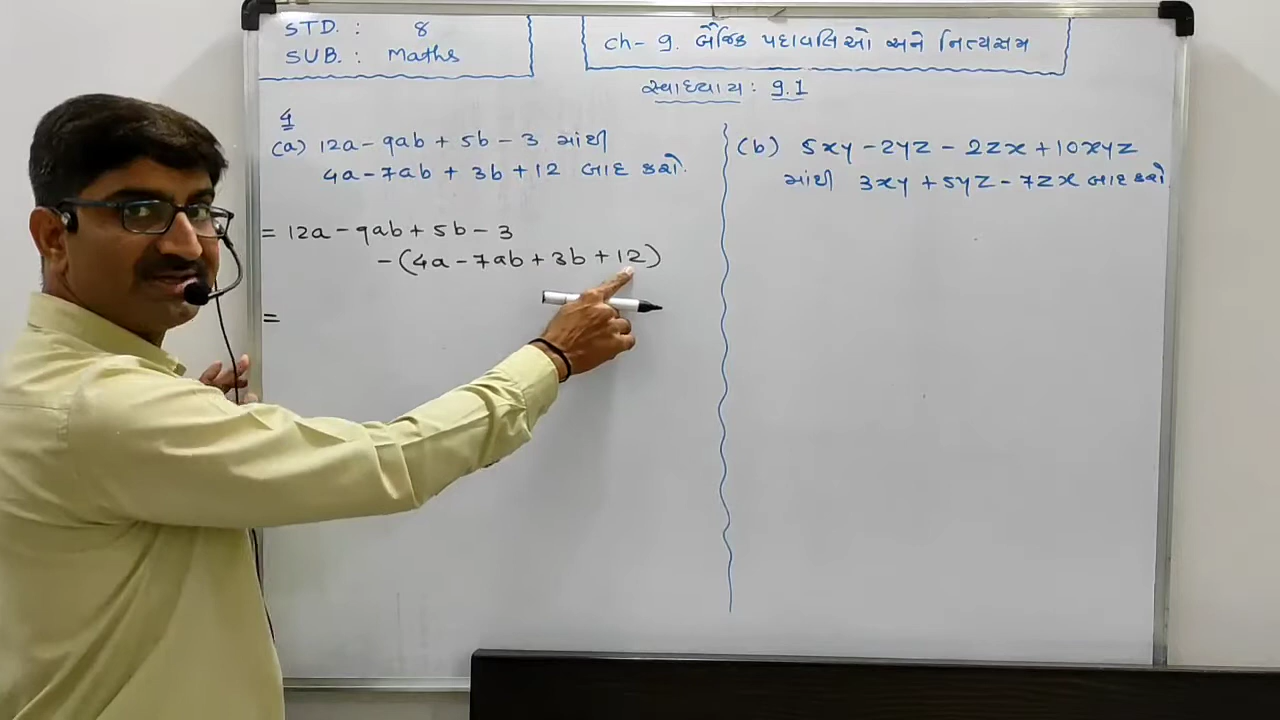 STD. : 8
SUB. : Maths
Ch- 9. બૈજિક પદાવલિઓ અને નિત્યસમ
સ્વાધ્યાય : 9.1
4
(a) 12a - 9ab + 5b - 3 માંથી
4a - 7ab + 3b + 12 બાદ કરો.
= 12a - 9ab + 5b - 3
- (4a - 7ab + 3b + 12)
=
(b) 5xy - 2yz - 2zx + 10xyz
માંથી 3xy + 5yz - 7zx બાદ કરો